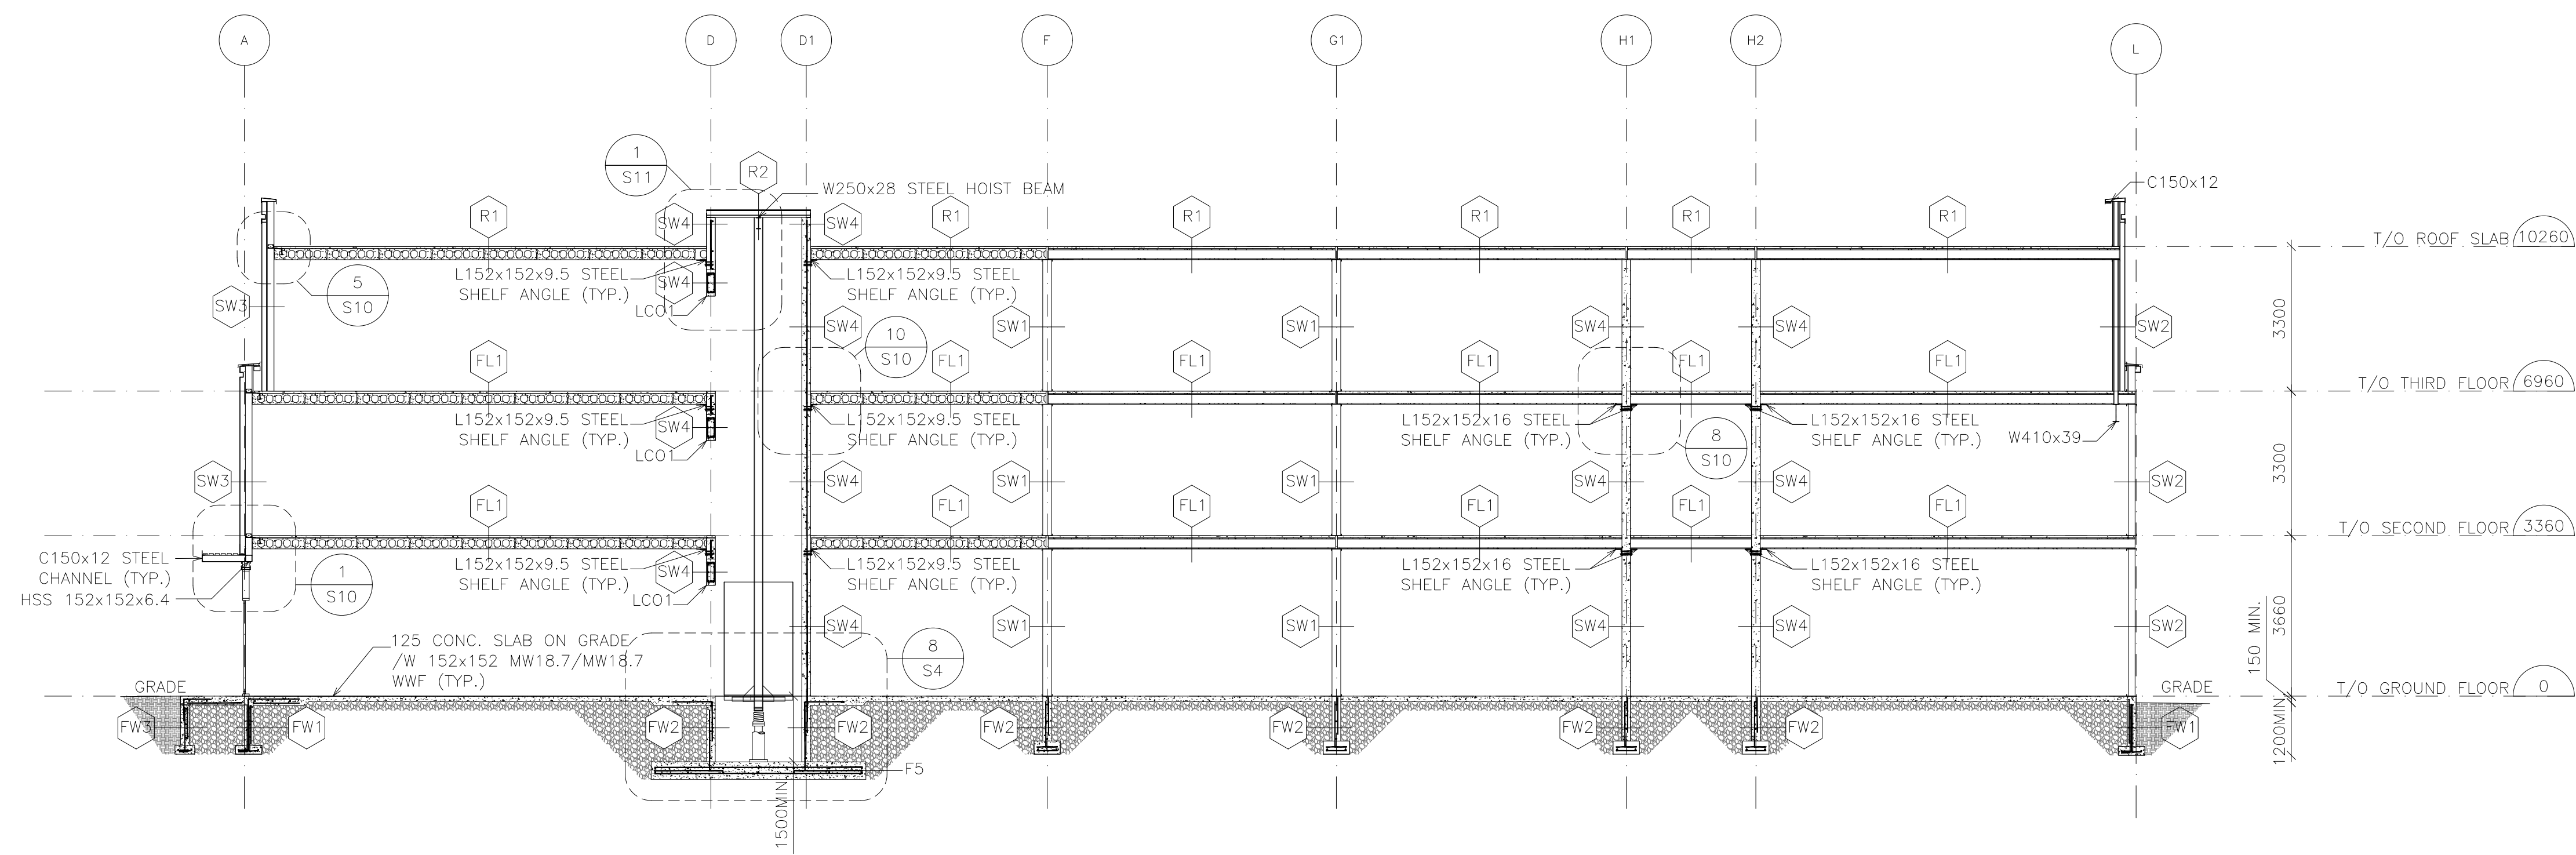 A D D1 F G1 H1 H2 L
1
S11
R2
W250x28 STEEL HOIST BEAM
C150x12
R1 SW4 SW4 R1 R1 R1 R1 R1
T/O ROOF SLAB 10260
L152x152x9.5 STEEL
SHELF ANGLE (TYP.)
SW4
LCO1
L152x152x9.5 STEEL
SHELF ANGLE (TYP.)
5
S10
SW3 SW4 SW1 SW1 SW4 SW4 SW2
3300
10
S10
FL1 FL1 FL1 FL1 FL1 FL1
T/O THIRD FLOOR 6960
L152x152x9.5 STEEL
SHELF ANGLE (TYP.)
SW4
LCO1
L152x152x9.5 STEEL
SHELF ANGLE (TYP.)
L152x152x16 STEEL
SHELF ANGLE (TYP.)
8
S10
L152x152x16 STEEL
SHELF ANGLE (TYP.)
W410x39
SW3 SW4 SW1 SW1 SW4 SW4 SW2
3300
FL1 FL1 FL1 FL1 FL1 FL1
T/O SECOND FLOOR 3360
C150x12 STEEL
CHANNEL (TYP.)
HSS 152x152x6.4
1
S10
L152x152x9.5 STEEL
SHELF ANGLE (TYP.)
SW4
LCO1
L152x152x9.5 STEEL
SHELF ANGLE (TYP.)
L152x152x16 STEEL
SHELF ANGLE (TYP.)
L152x152x16 STEEL
SHELF ANGLE (TYP.)
SW4 SW1 SW1 SW4 SW4 SW2
150 MIN.
3660
125 CONC. SLAB ON GRADE
/W 152x152 MW18.7/MW18.7
WWF (TYP.)
8
S4
GRADE
GRADE
T/O GROUND FLOOR 0
FW3 FW1 FW2 FW2 FW2 FW2 FW2 FW2 FW1
1200MIN
F5
1500MIN